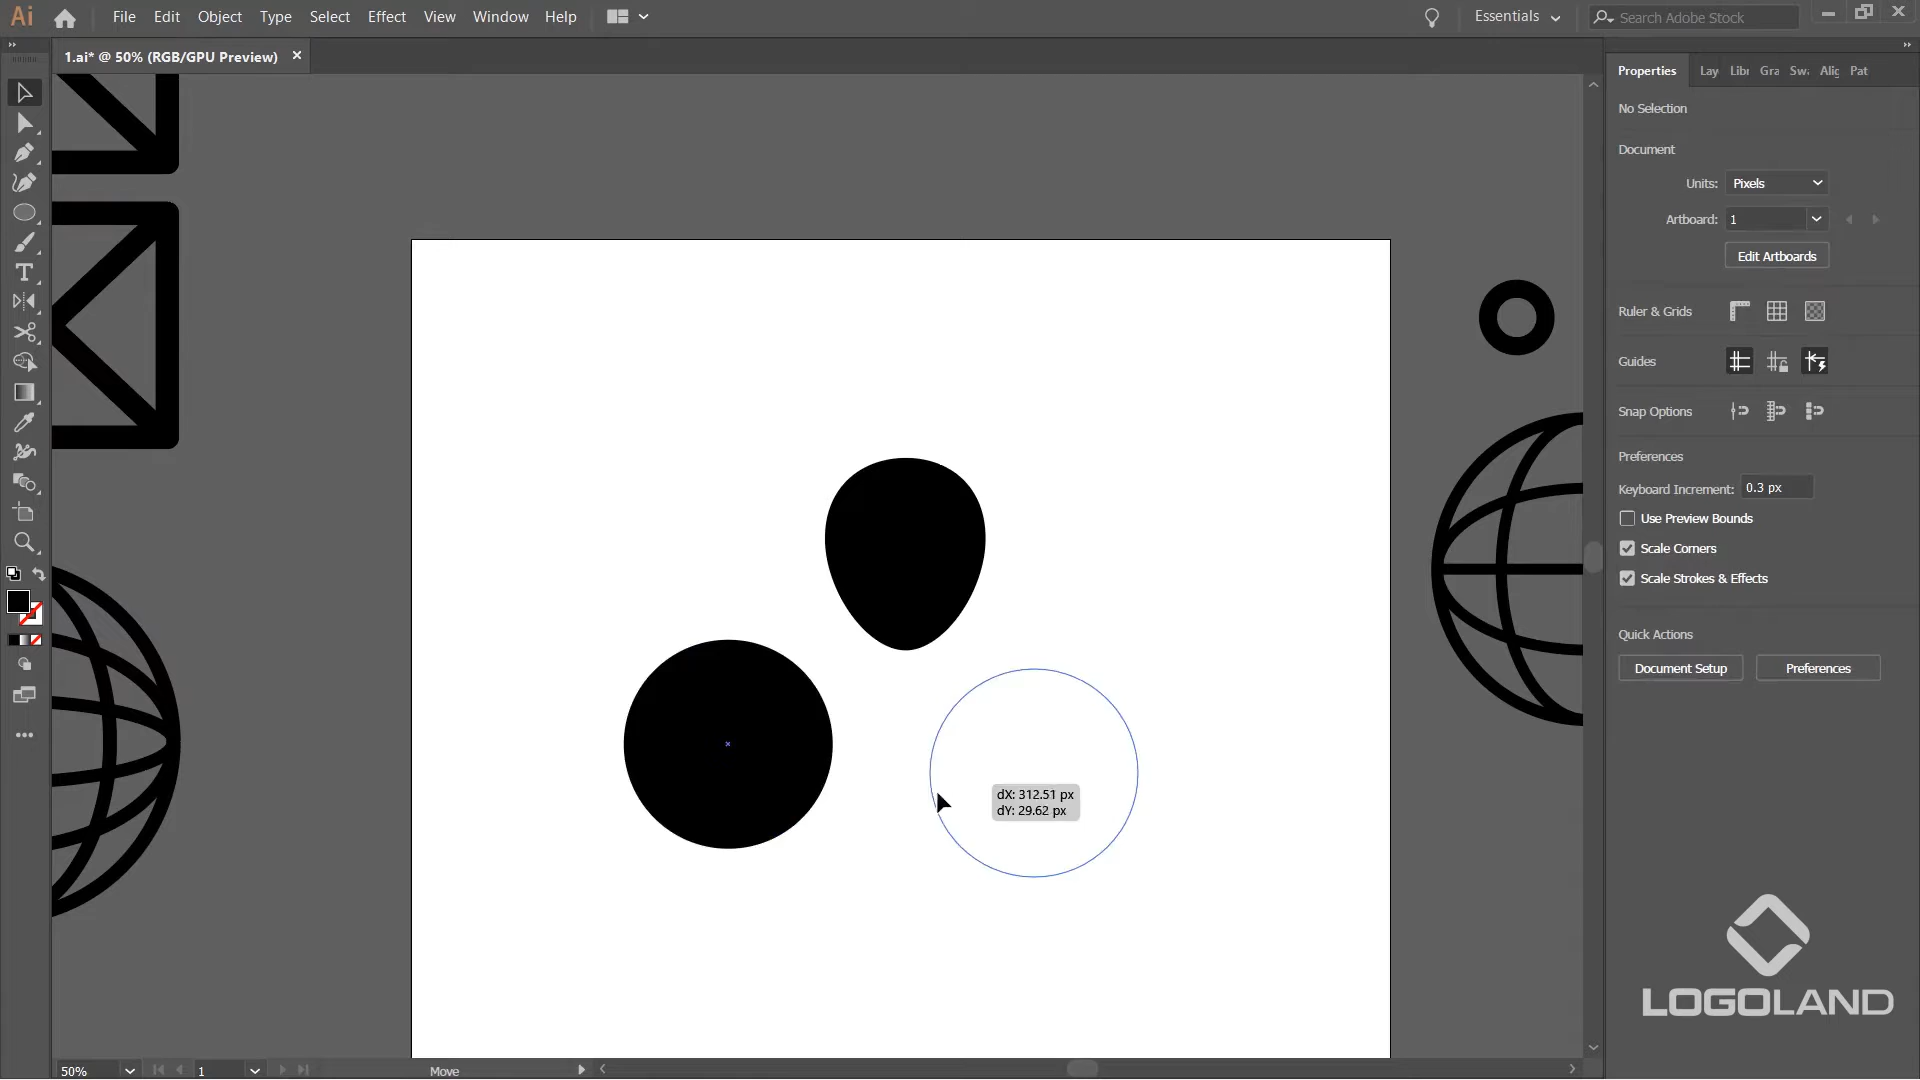 Ai
File Edit Object Type Select Effect View Window Help
Essentials
Search Adobe Stock
1.ai* @ 50% (RGB/GPU Preview)
Properties Lay Libr Gra Swa Alig Pat
No Selection
Document
Units: Pixels
Artboard: 1
Edit Artboards
Ruler & Grids
Guides
Snap Options
Preferences
Keyboard Increment: 0.3 px
Use Preview Bounds
Scale Corners
Scale Strokes & Effects
Quick Actions
Document Setup Preferences
dX: 312.51 px
dY: 29.62 px
LOGOLAND
50% 1 Move